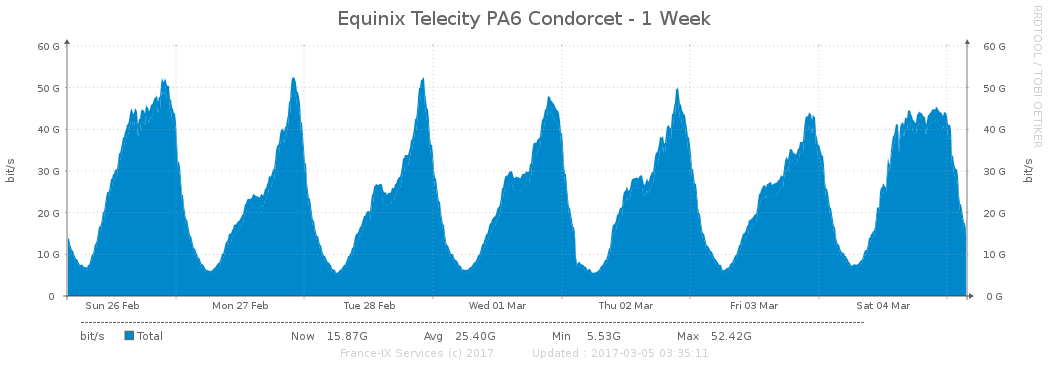 Equinix Telecity PA6 Condorcet - 1 Week
RRDTOOL / TOBI OETIKER
60 G 60 G
50 G 50 G
40 G 40 G
30 G 30 G
20 G 20 G
10 G 10 G
0 0 G
bit/s
bit/s
Sun 26 Feb Mon 27 Feb Tue 28 Feb Wed 01 Mar Thu 02 Mar Fri 03 Mar Sat 04 Mar
bit/s Total Now 15.87G Avg 25.40G Min 5.53G Max 52.42G
France-IX Services (c) 2017 Updated : 2017-03-05 03:35:11